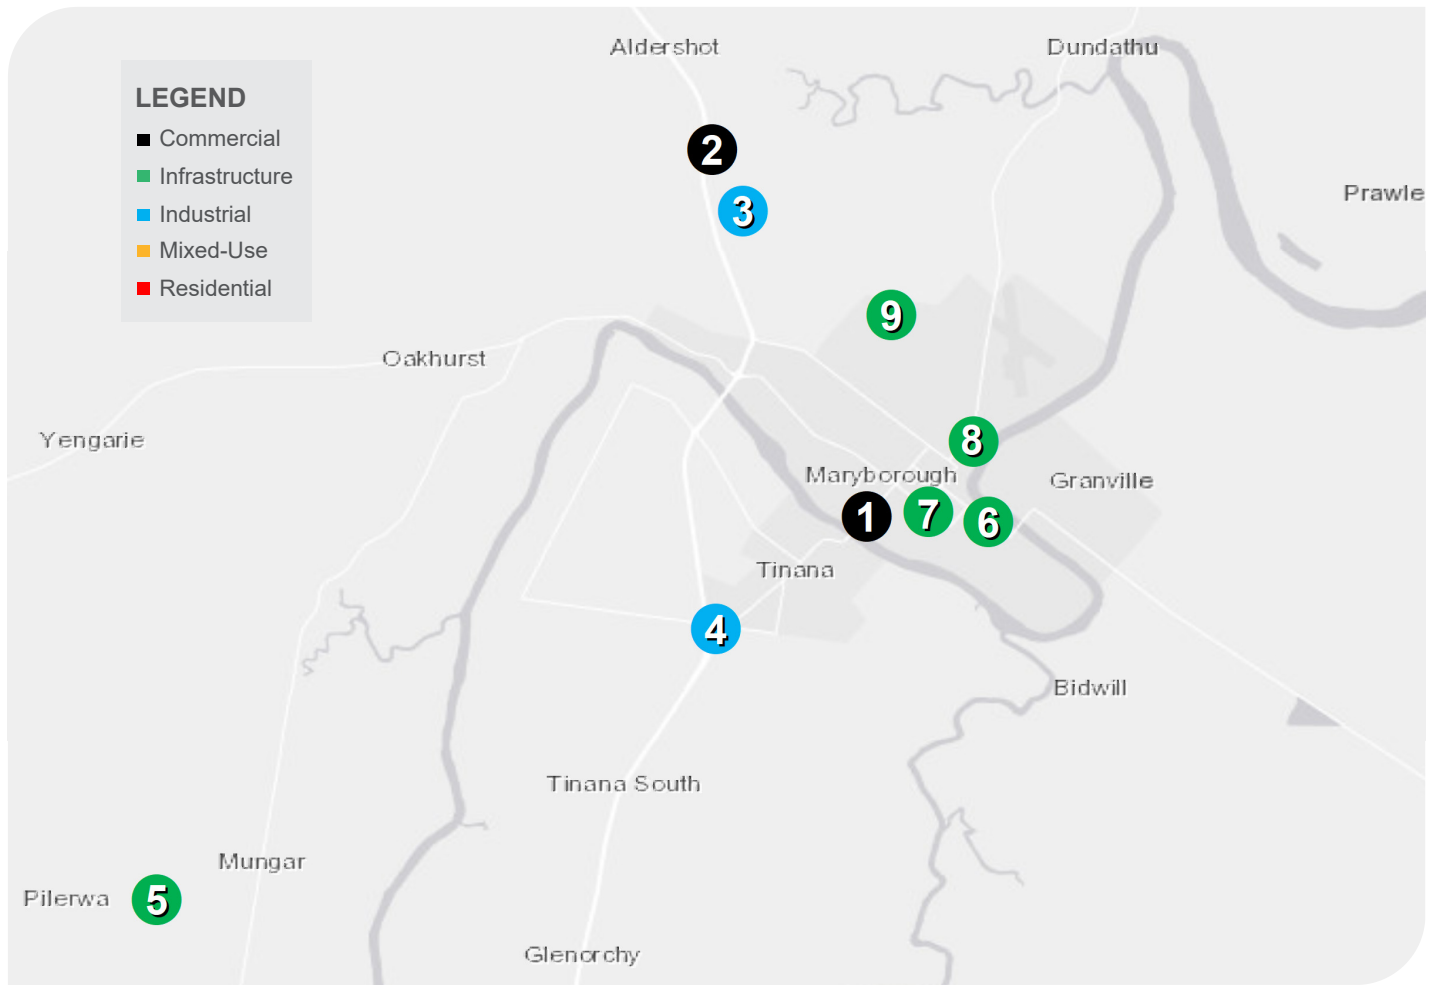 Aldershot
Dundathu
LEGEND
Commercial
Infrastructure
Industrial
Mixed-Use
Residential
2
3
Prawle
9
Oakhurst
Yengarie
8
Maryborough
Granville
1
7
6
Tinana
4
Bidwill
Tinana South
Mungar
Pilerwa
5
Glenorchy